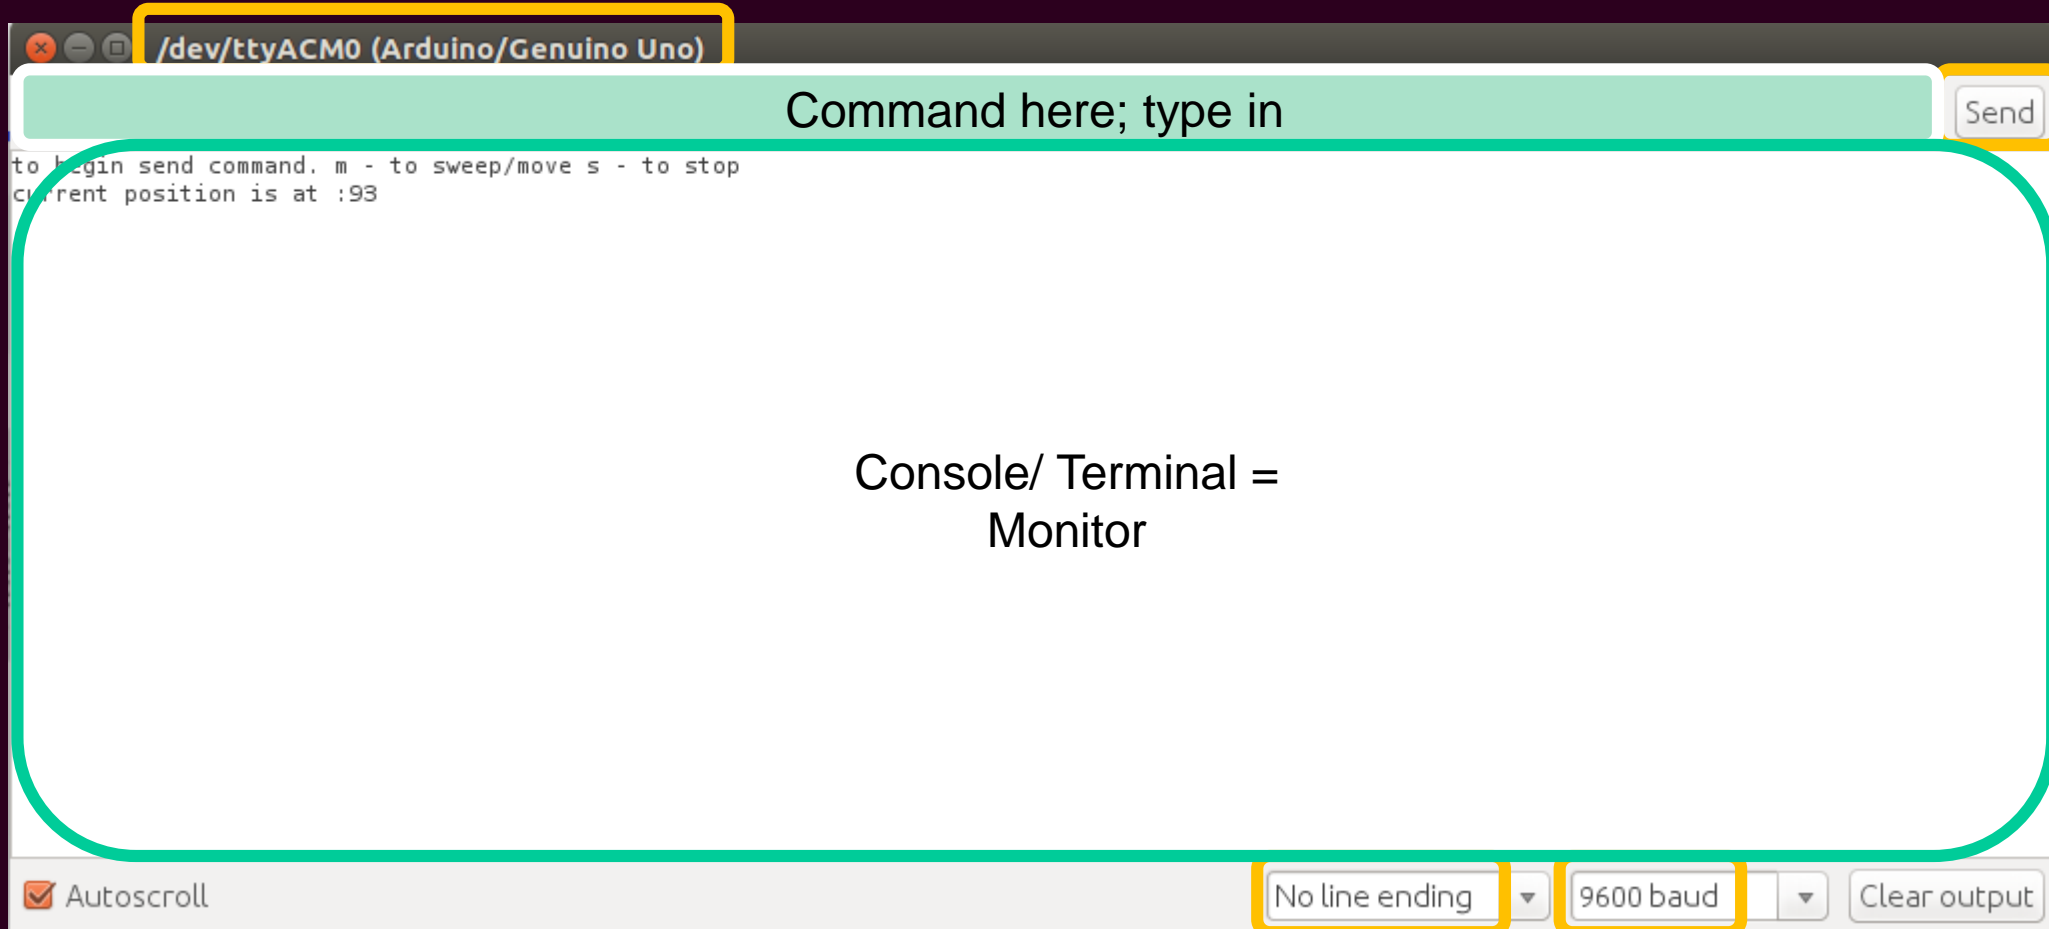 /dev/ttyACM0 (Arduino/Genuino Uno)
Command here; type in
Send
to begin send command. m - to sweep/move s - to stop
current position is at :93
Console/ Terminal =
Monitor
Autoscroll
No line ending
9600 baud
Clear output